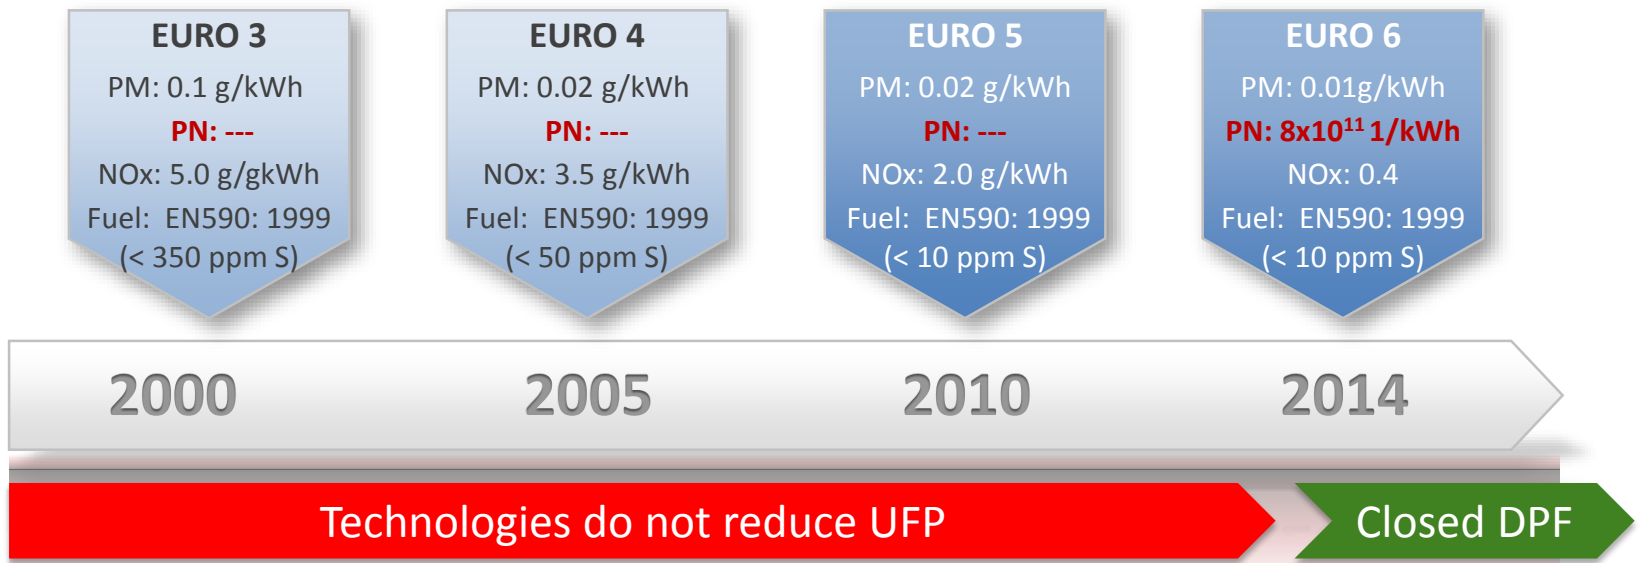 EURO 3
PM: 0.1 g/kWh
PN: ---
NOx: 5.0 g/gkWh
Fuel:  EN590: 1999
(< 350 ppm S)
EURO 4
PM: 0.02 g/kWh
PN: ---
NOx: 3.5 g/kWh
Fuel:  EN590: 1999
(< 50 ppm S)
EURO 5
PM: 0.02 g/kWh
PN: ---
NOx: 2.0 g/kWh
Fuel:  EN590: 1999
(< 10 ppm S)
EURO 6
PM: 0.01g/kWh
PN: 8x10¹¹ 1/kWh
NOx: 0.4
Fuel:  EN590: 1999
(< 10 ppm S)
2000
2005
2010
2014
Technologies do not reduce UFP
Closed DPF